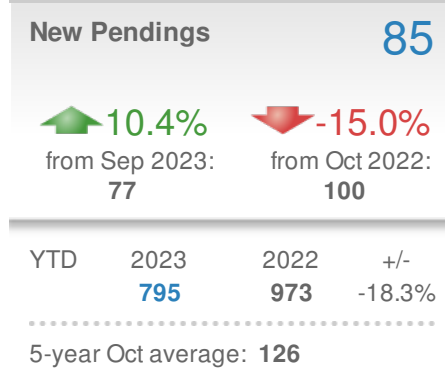 New Pendings 85
10.4% -15.0%
from Sep 2023: from Oct 2022:
77 100
YTD 2023 2022 +/-
795 973 -18.3%
5-year Oct average: 126